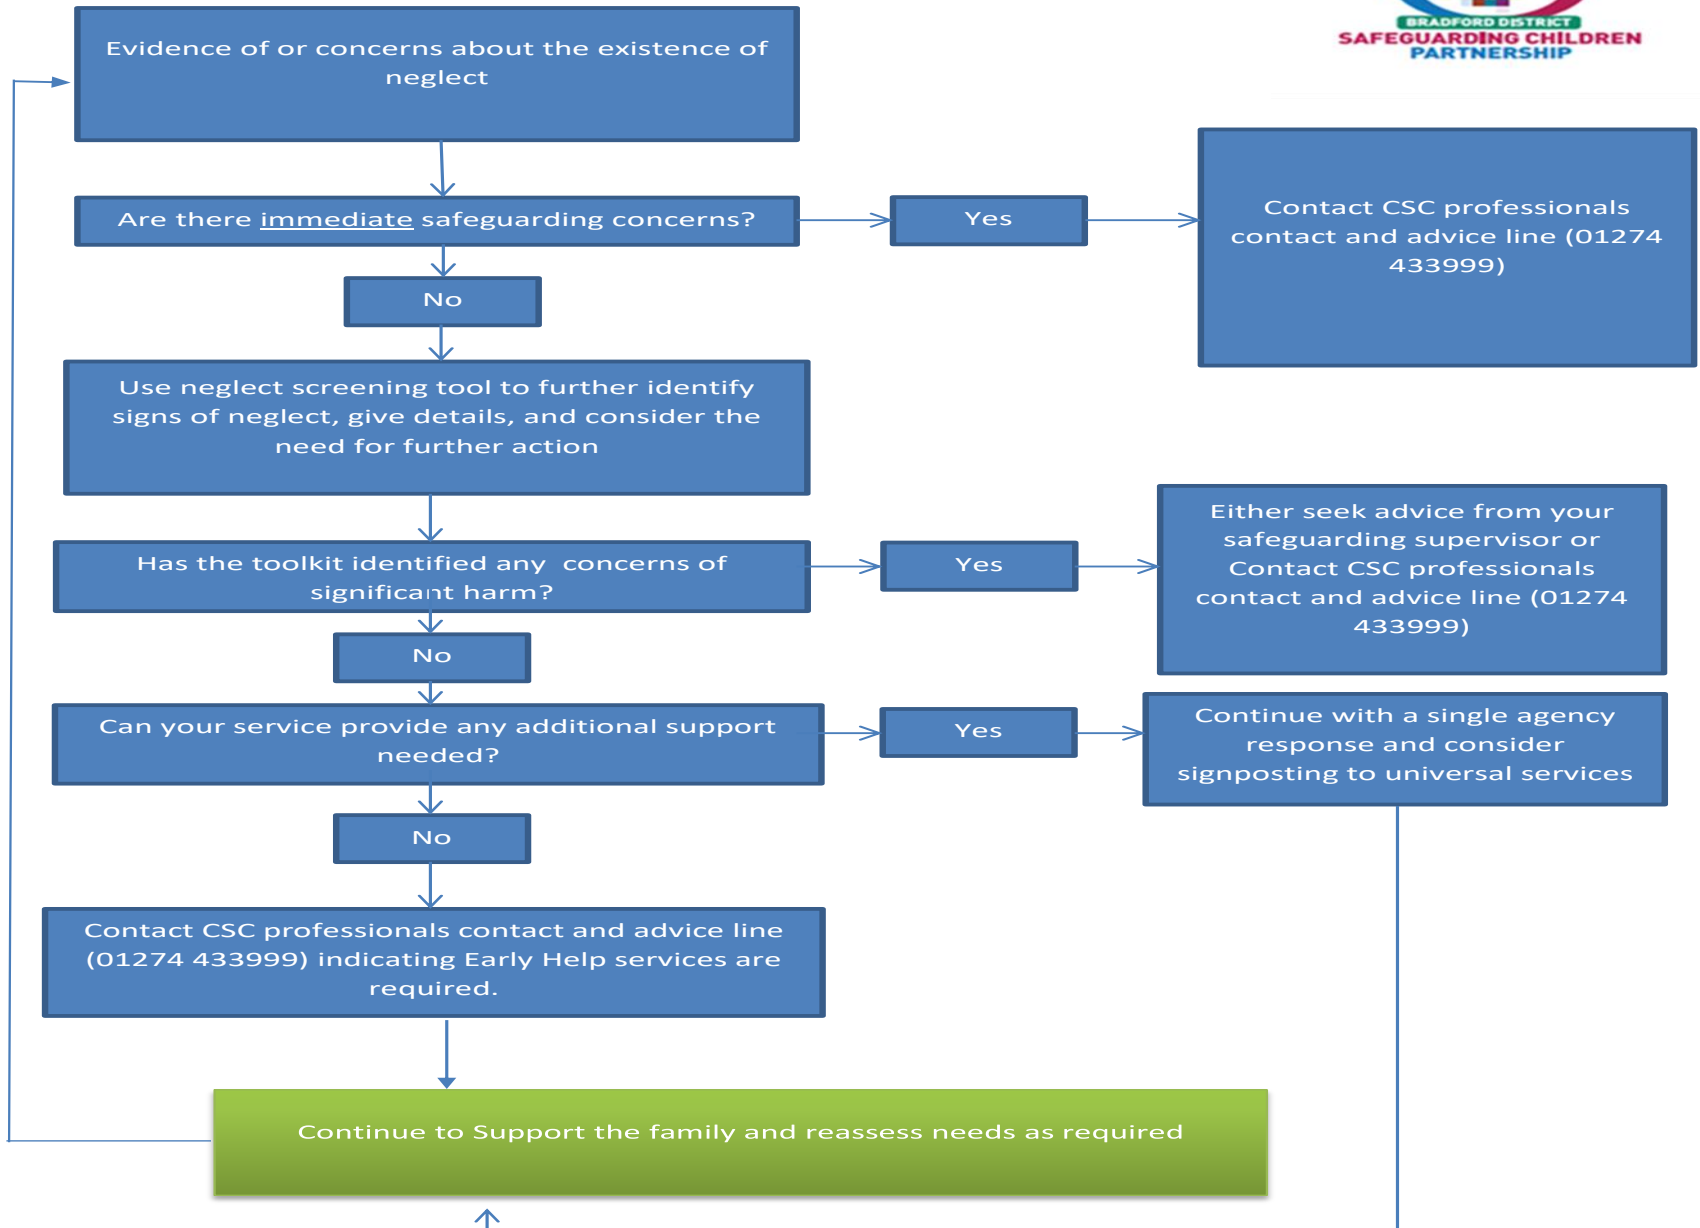 BRADFORD DISTRICT
SAFEGUARDING CHILDREN
PARTNERSHIP
Evidence of or concerns about the existence of
neglect
Are there immediate safeguarding concerns?
Yes
Contact CSC professionals
contact and advice line (01274
433999)
No
Use neglect screening tool to further identify
signs of neglect, give details, and consider the
need for further action
Has the toolkit identified any concerns of
significant harm?
Yes
Either seek advice from your
safeguarding supervisor or
Contact CSC professionals
contact and advice line (01274
433999)
No
Can your service provide any additional support
needed?
Yes
Continue with a single agency
response and consider
signposting to universal services
No
Contact CSC professionals contact and advice line
(01274 433999) indicating Early Help services are
required.
Continue to Support the family and reassess needs as required